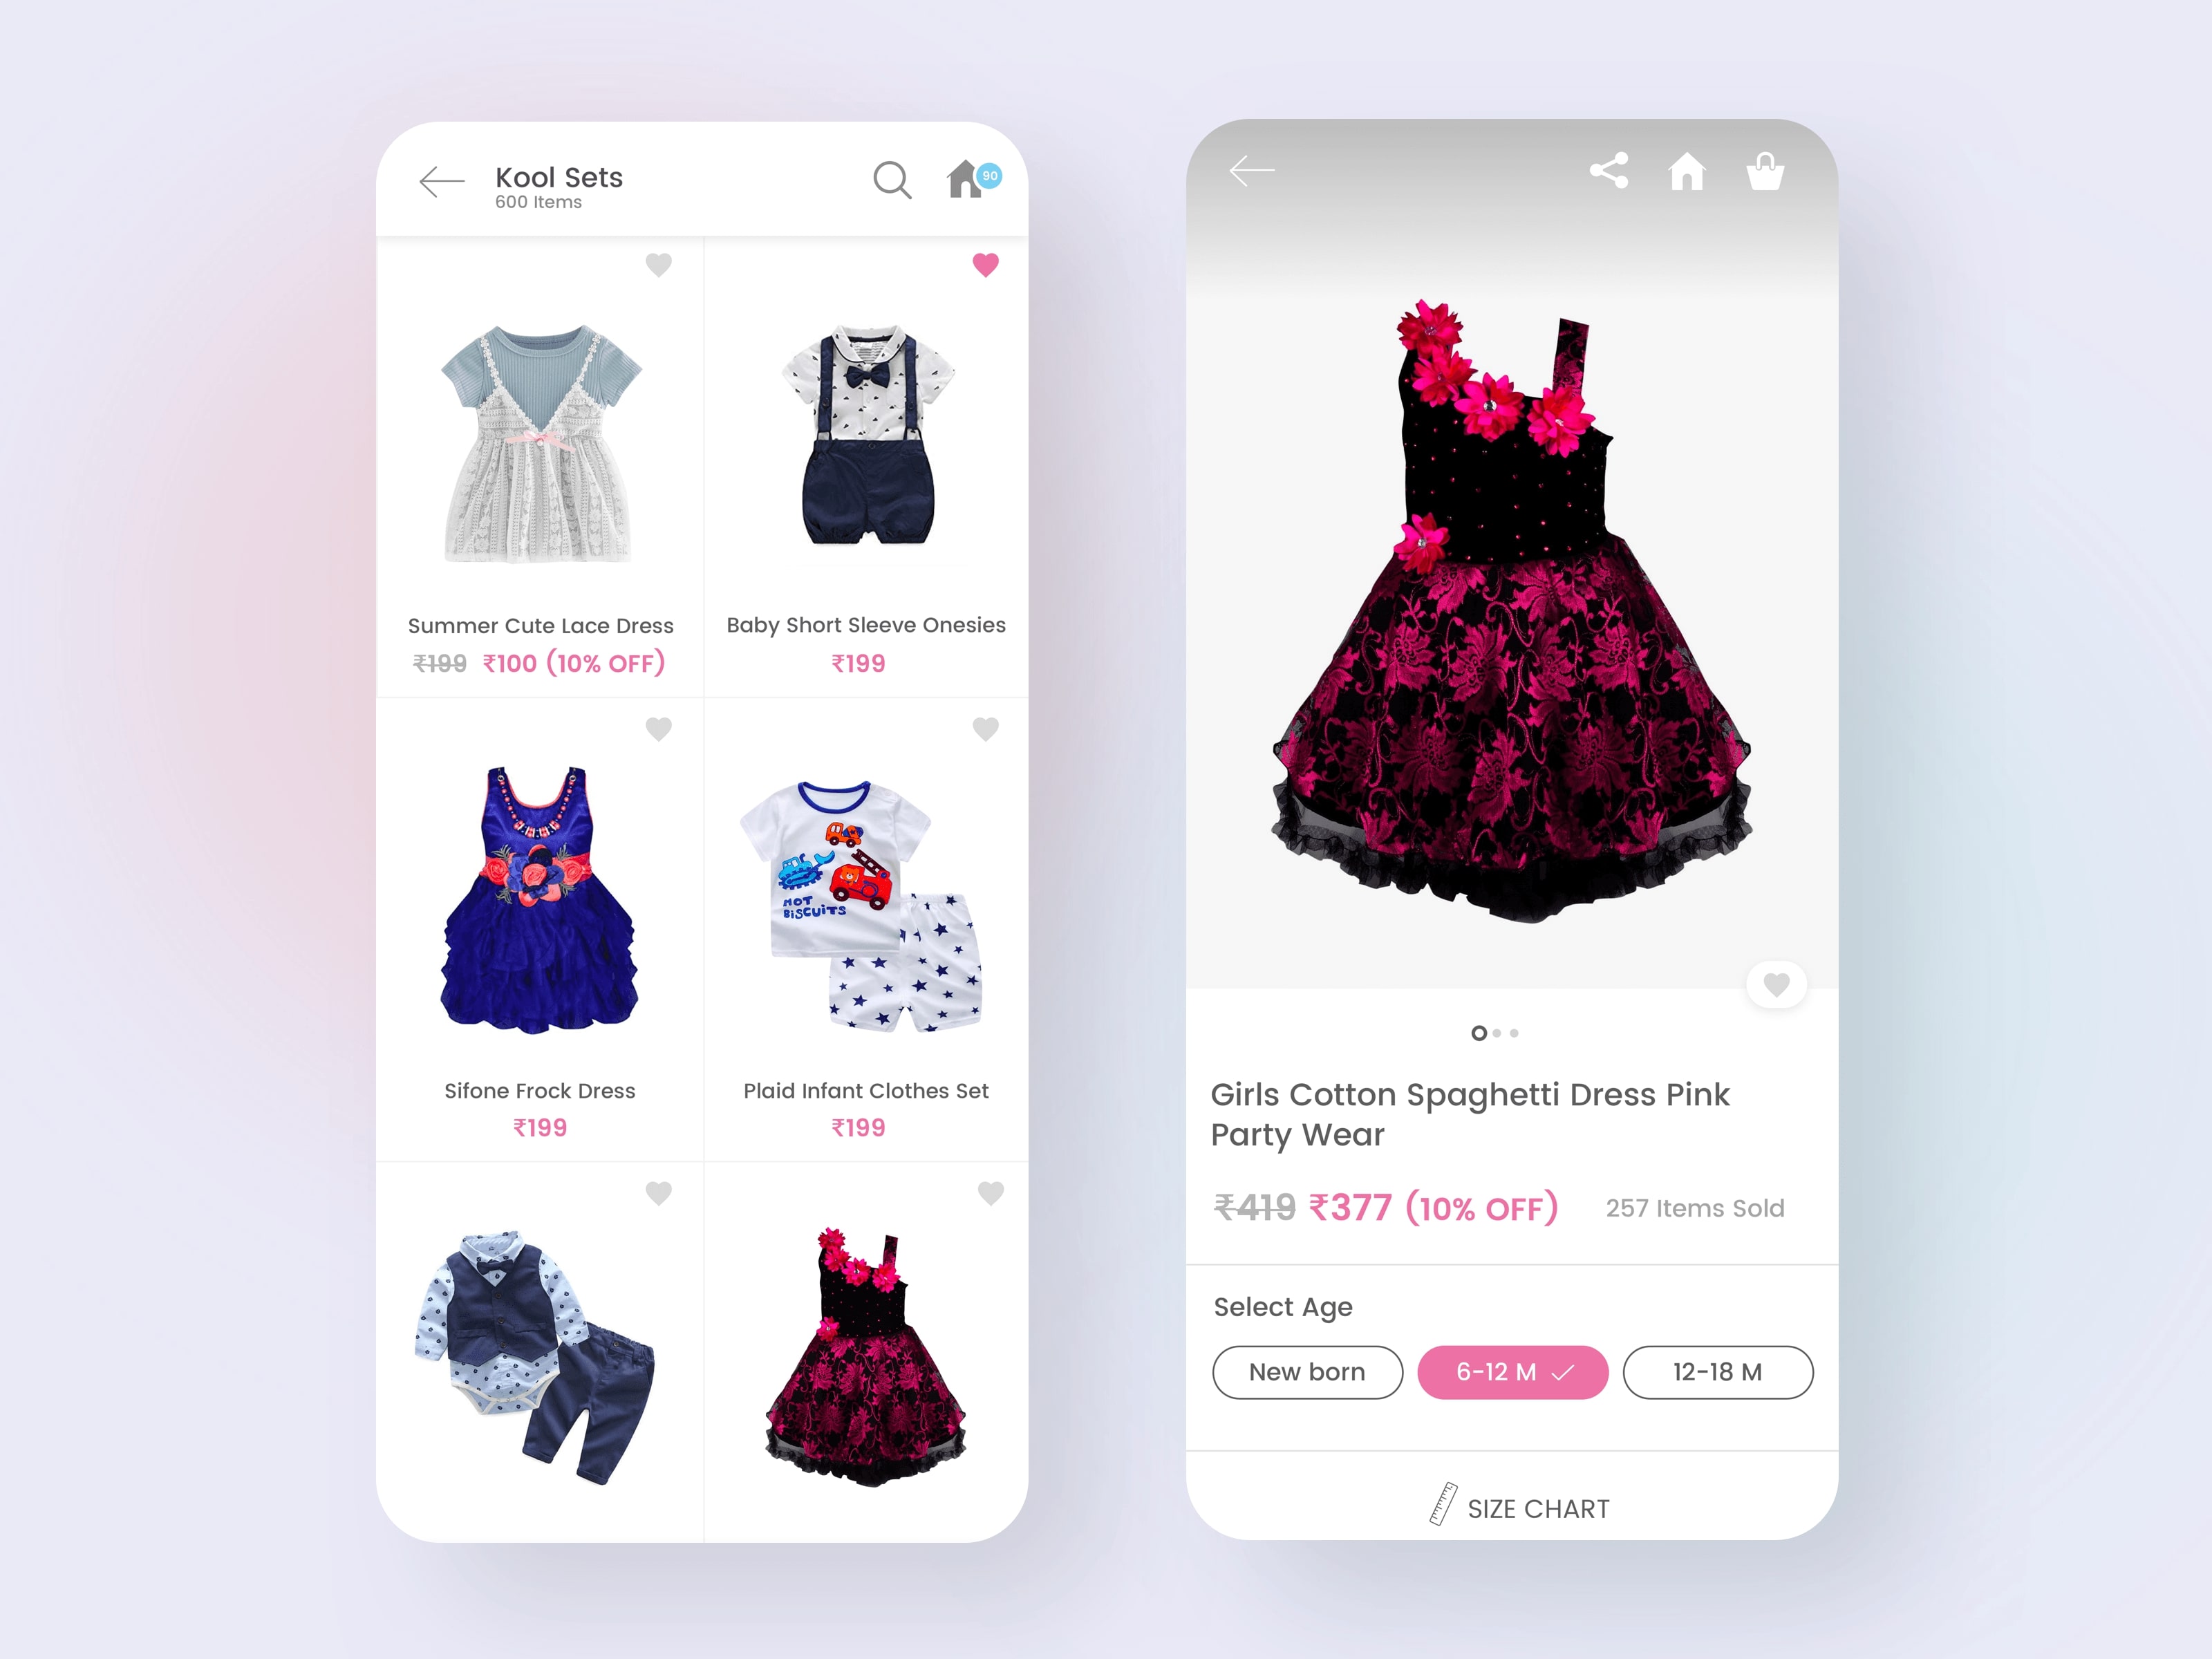 Kool Sets
600 Items
90
Summer Cute Lace Dress
₹199 ₹100 (10% OFF)
Baby Short Sleeve Onesies
₹199
Sifone Frock Dress
₹199
HOT
BISCUITS
Plaid Infant Clothes Set
₹199
Girls Cotton Spaghetti Dress Pink
Party Wear
₹419 ₹377 (10% OFF) 257 Items Sold
Select Age
New born 6-12 M 12-18 M
SIZE CHART